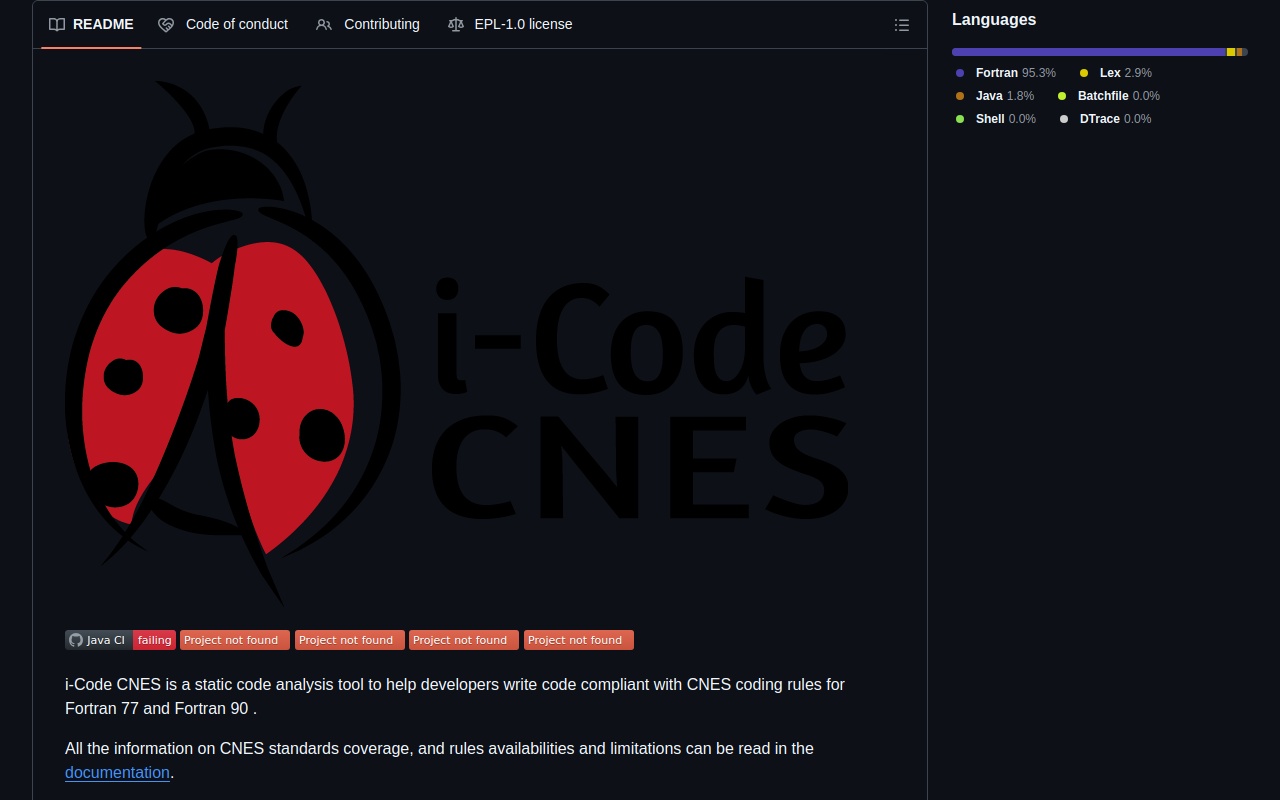 README
Code of conduct
Contributing
EPL-1.0 license
i-Code
CNES
Java CI failing
Project not found
Project not found
Project not found
Project not found
i-Code CNES is a static code analysis tool to help developers write code compliant with CNES coding rules for
Fortran 77 and Fortran 90 .
All the information on CNES standards coverage, and rules availabilities and limitations can be read in the
documentation.
Languages
Fortran 95.3%
Lex 2.9%
Java 1.8%
Batchfile 0.0%
Shell 0.0%
DTrace 0.0%